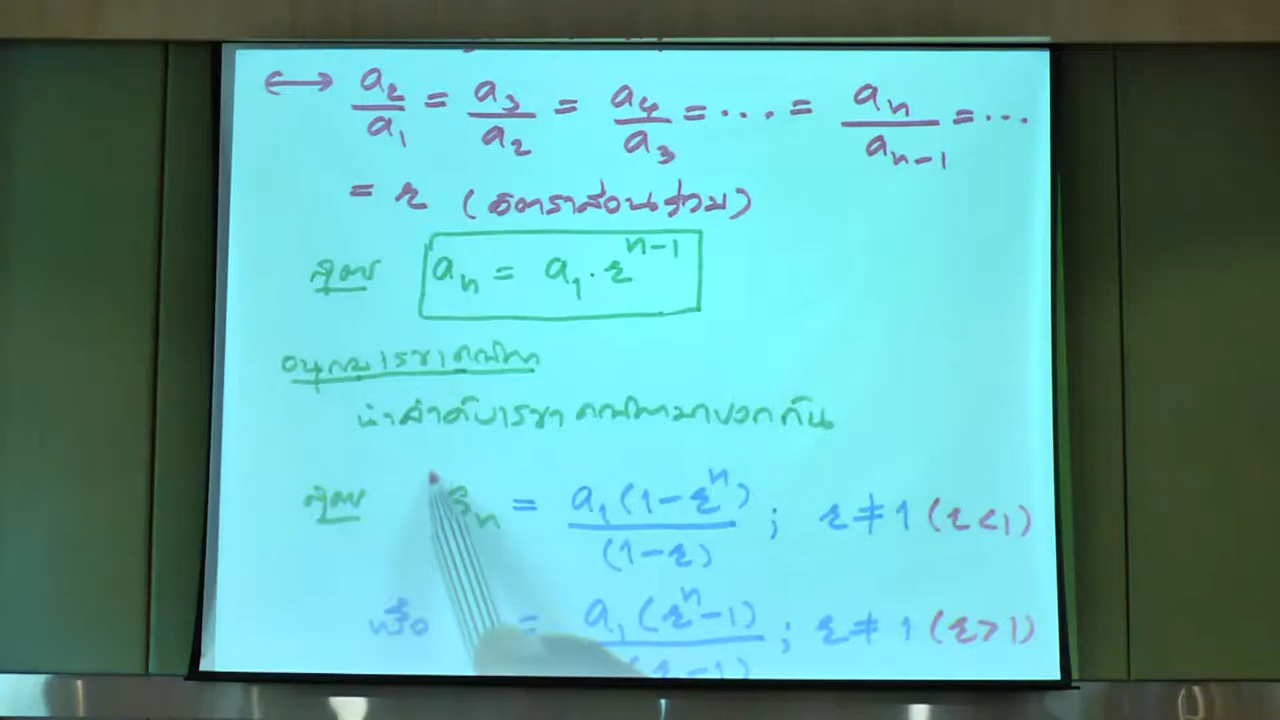 ↔ a₂/a₁ = a₃/a₂ = a₄/a₃ = ... = aₙ/aₙ₋₁ = ...
= r (อัตราส่วนร่วม)
สูตร aₙ = a₁ · rⁿ⁻¹
อนุกรมเรขาคณิต
นำลำดับเรขาคณิตมาบวกกัน
สูตร Sₙ = a₁(1-rⁿ)/(1-r) ; r ≠ 1 (r < 1)
หรือ = a₁(rⁿ-1)/(r-1) ; r ≠ 1 (r > 1)